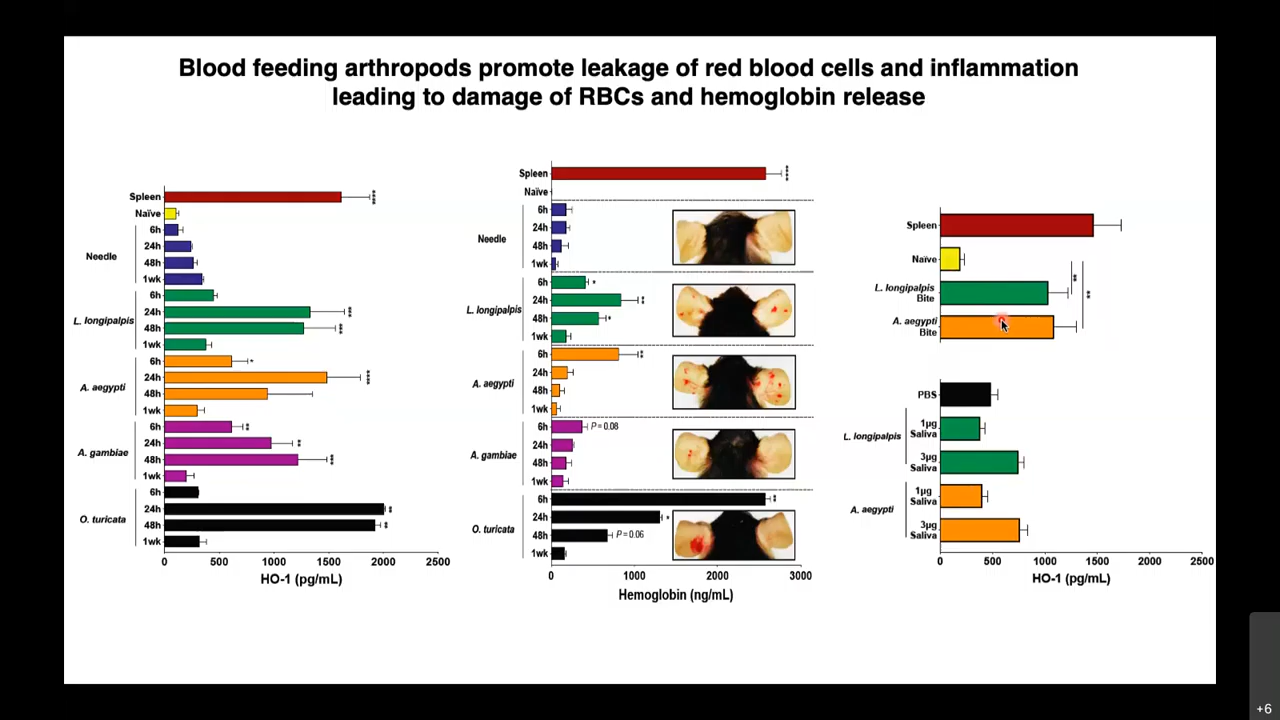 Blood feeding arthropods promote leakage of red blood cells and inflammation
leading to damage of RBCs and hemoglobin release
Spleen
Naïve
Needle
6h
24h
48h
1wk
L. longipalpis
6h
24h
48h
1wk
A. aegypti
6h
24h
48h
1wk
A. gambiae
6h
24h
48h
1wk
O. turicata
6h
24h
48h
1wk
****
***
***
*
****
**
**
***
**
**
0 500 1000 1500 2000 2500
HO-1 (pg/mL)
Spleen
Naïve
Needle
6h
24h
48h
1wk
L. longipalpis
6h
24h
48h
1wk
A. aegypti
6h
24h
48h
1wk
A. gambiae
6h
24h
48h
1wk
O. turicata
6h
24h
48h
1wk
****
*
**
*
**
P = 0.08
**
*
P = 0.06
0 1000 2000 3000
Hemoglobin (ng/mL)
Spleen
Naïve
L. longipalpis
Bite
A. aegypti
Bite
**
**
PBS
L. longipalpis
1µg
Saliva
3µg
Saliva
A. aegypti
1µg
Saliva
3µg
Saliva
0 500 1000 1500 2000 2500
HO-1 (pg/mL)
+6